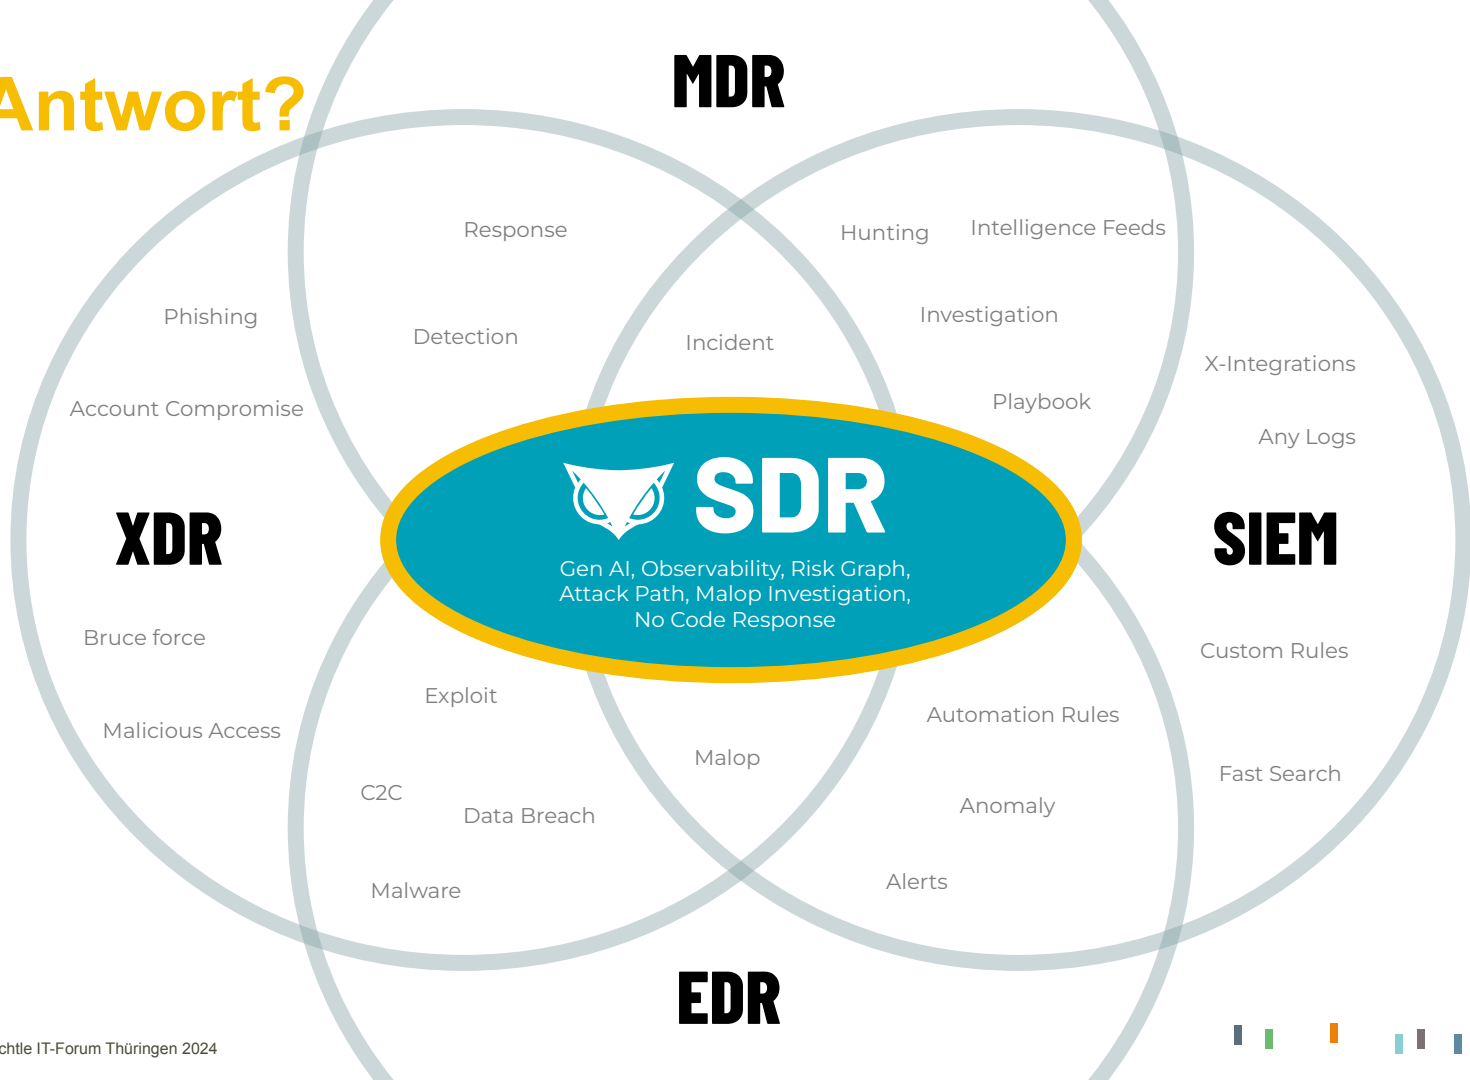 MDR
Antwort?
Response
Hunting
Intelligence Feeds
Phishing
Detection
Incident
Investigation
X-Integrations
Account Compromise
Playbook
Any Logs
XDR
SDR
Gen AI, Observability, Risk Graph,
Attack Path, Malop Investigation,
No Code Response
SIEM
Bruce force
Custom Rules
Exploit
Automation Rules
Malicious Access
Malop
Fast Search
C2C
Data Breach
Anomaly
Malware
Alerts
EDR
chtle IT-Forum Thüringen 2024